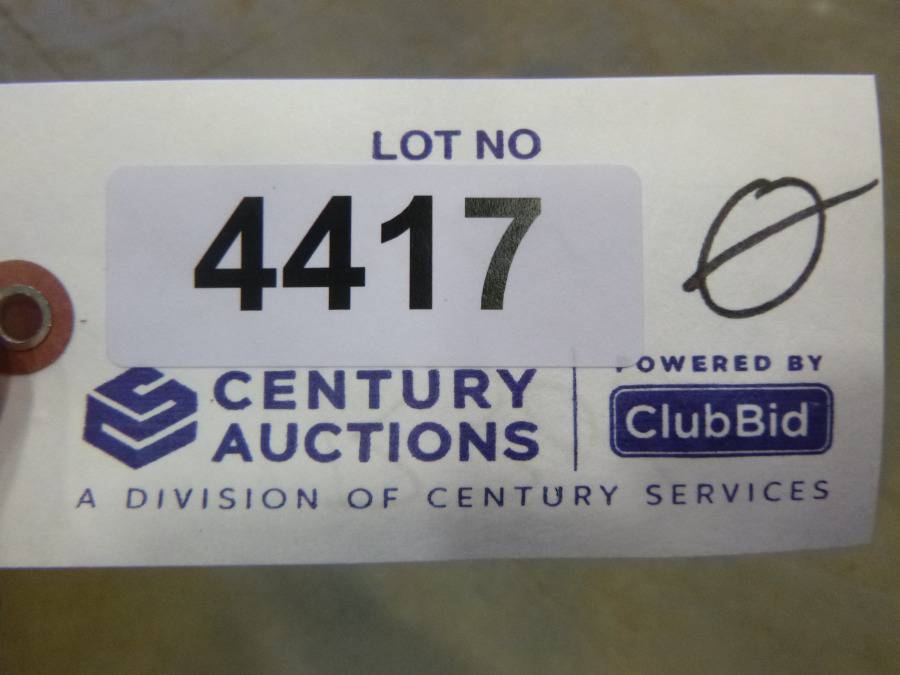 LOT NO
4417
CENTURY
AUCTIONS
POWERED BY
ClubBid
A DIVISION OF CENTURY SERVICES